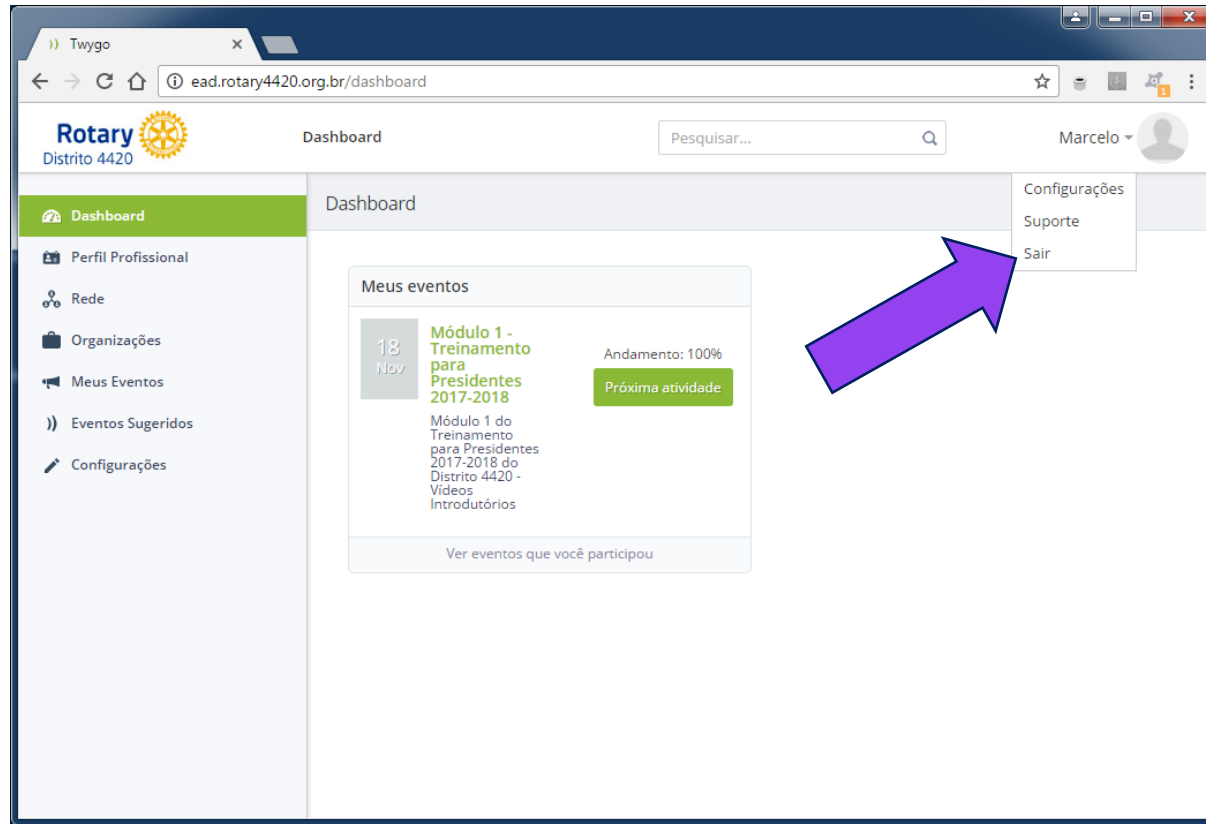 Twygo
ead.rotary4420.org.br/dashboard
1
Rotary
Distrito 4420
Dashboard
Pesquisar...
Marcelo
Configurações
Suporte
Sair
Dashboard
Perfil Profissional
Rede
Organizações
Meus Eventos
Eventos Sugeridos
Configurações
Dashboard
Meus eventos
18
Nov
Módulo 1 -
Treinamento
para
Presidentes
2017-2018
Módulo 1 do
Treinamento
para Presidentes
2017-2018 do
Distrito 4420 -
Vídeos
Introdutórios
Andamento: 100%
Próxima atividade
Ver eventos que você participou